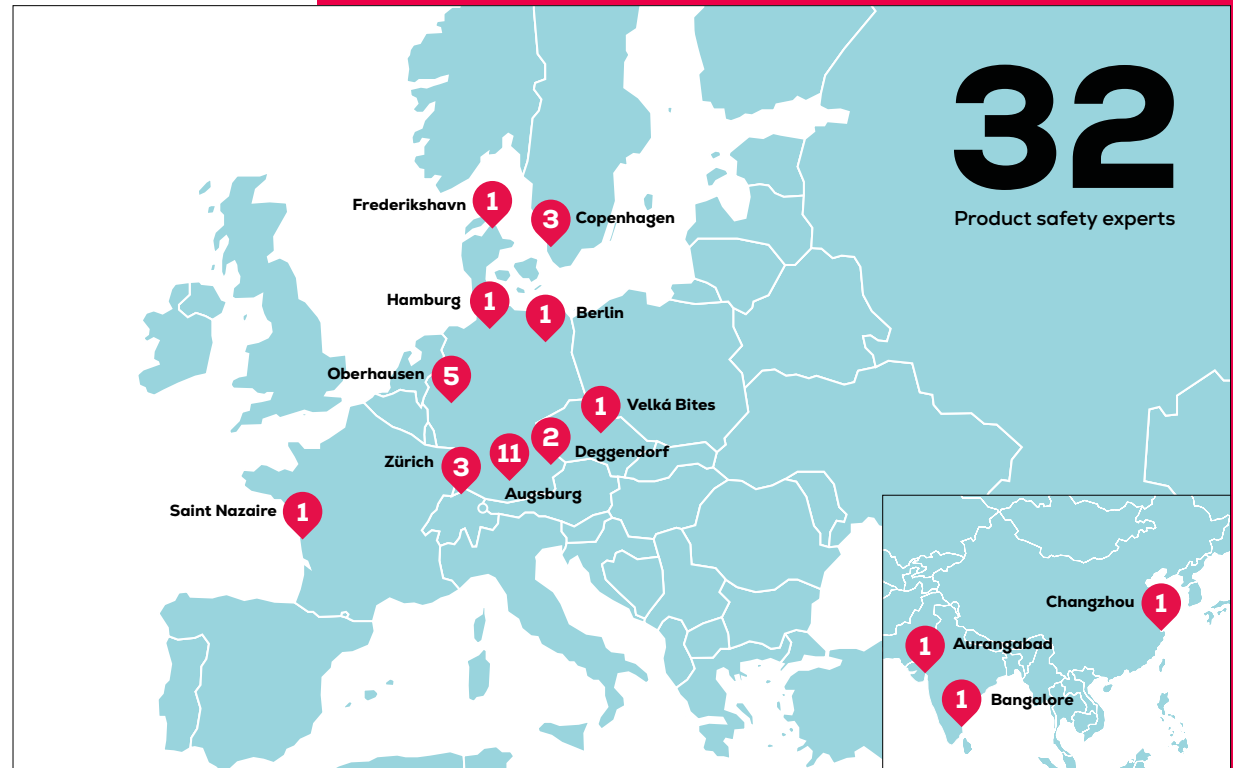 32
Product safety experts
Frederikshavn 1
3 Copenhagen
Hamburg 1
1 Berlin
Oberhausen 5
1 Velká Bites
2
Deggendorf
Zürich 3
11
Augsburg
Saint Nazaire 1
Changzhou 1
1 Aurangabad
1 Bangalore